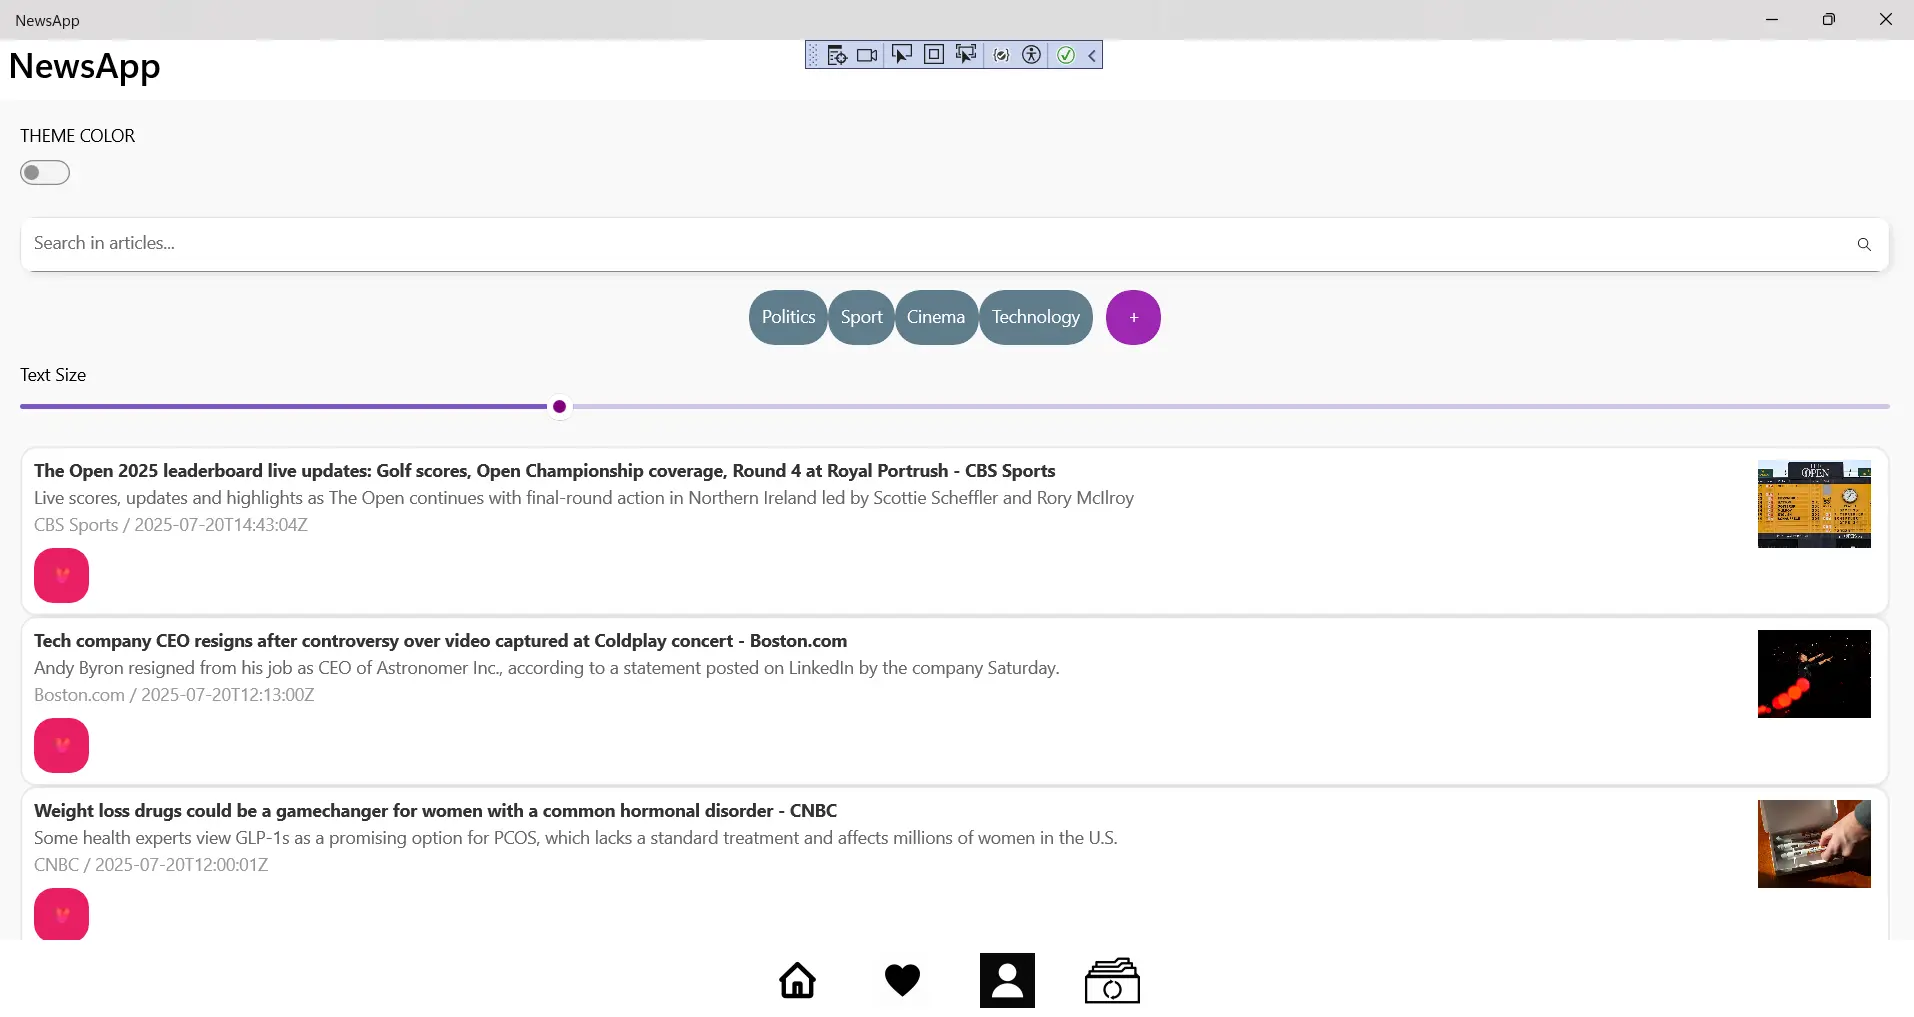 NewsApp
NewsApp
THEME COLOR
Search in articles...
Politics
Sport
Cinema
Technology
+
Text Size
The Open 2025 leaderboard live updates: Golf scores, Open Championship coverage, Round 4 at Royal Portrush - CBS Sports
Live scores, updates and highlights as The Open continues with final-round action in Northern Ireland led by Scottie Scheffler and Rory McIlroy
CBS Sports / 2025-07-20T14:43:04Z
OPEN
Tech company CEO resigns after controversy over video captured at Coldplay concert - Boston.com
Andy Byron resigned from his job as CEO of Astronomer Inc., according to a statement posted on LinkedIn by the company Saturday.
Boston.com / 2025-07-20T12:13:00Z
Weight loss drugs could be a gamechanger for women with a common hormonal disorder - CNBC
Some health experts view GLP-1s as a promising option for PCOS, which lacks a standard treatment and affects millions of women in the U.S.
CNBC / 2025-07-20T12:00:01Z